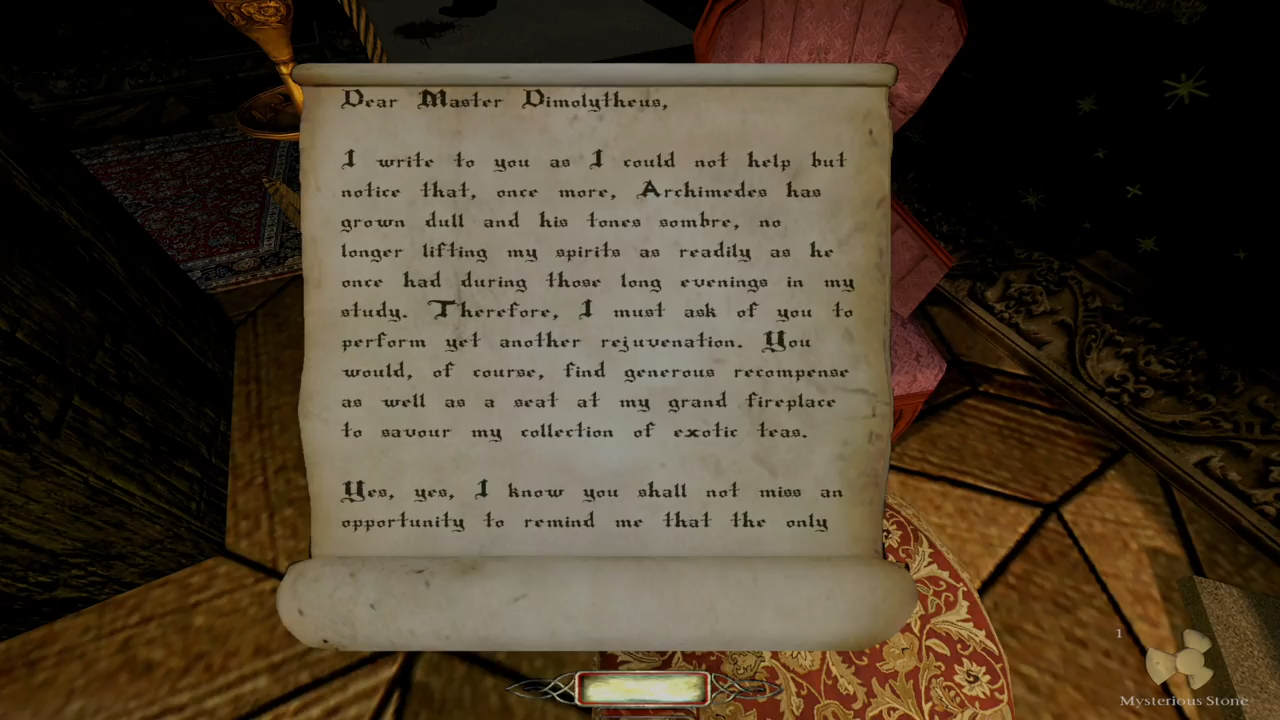 Dear Master Dimolytheus,
I write to you as I could not help but
notice that, once more, Archimedes has
grown dull and his tones sombre, no
longer lifting my spirits as readily as he
once had during those long evenings in my
study. Therefore, I must ask of you to
perform yet another rejuvenation. You
would, of course, find generous recompense
as well as a seat at my grand fireplace
to savour my collection of exotic teas.
Yes, yes, I know you shall not miss an
opportunity to remind me that the only
1
Mysterious Stone